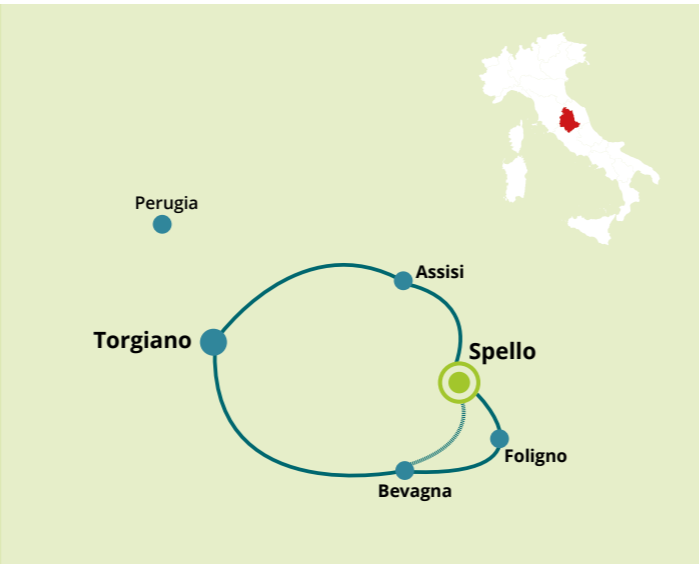 Perugia
Assisi
Torgiano
Spello
Foligno
Bevagna